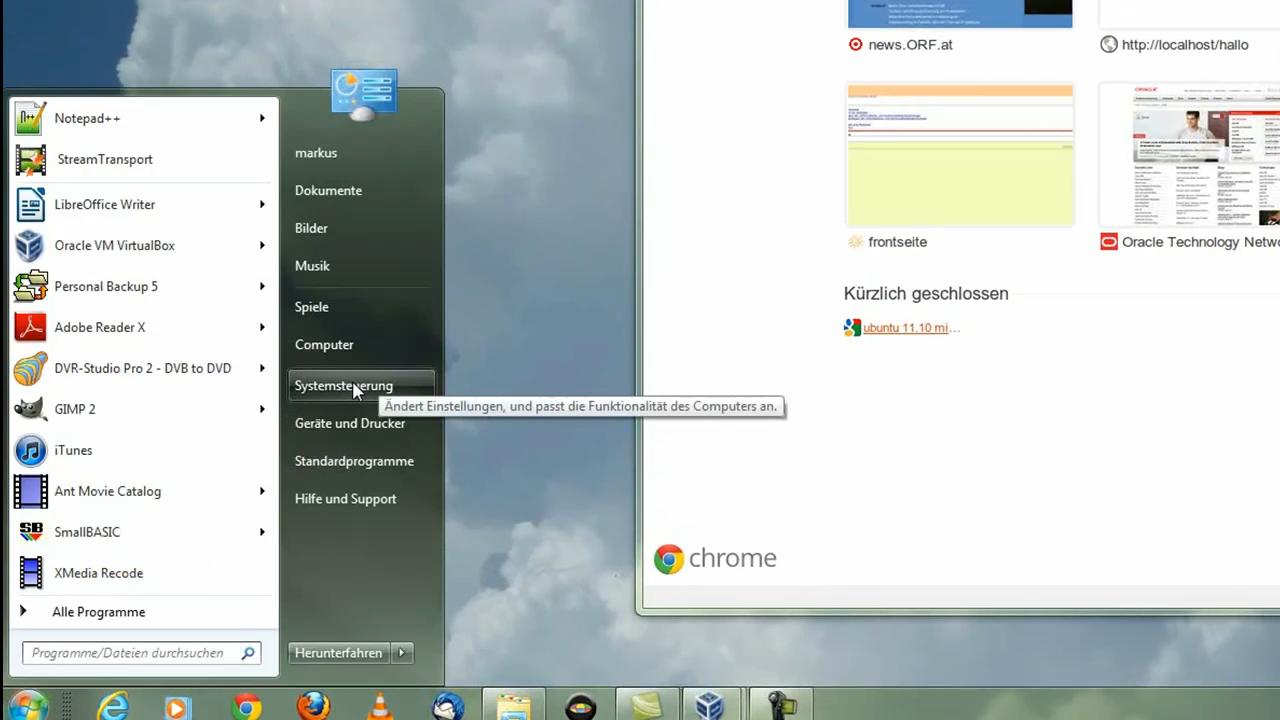 Notepad++
StreamTransport
LibreOffice Writer
Oracle VM VirtualBox
Personal Backup 5
Adobe Reader X
DVR-Studio Pro 2 - DVB to DVD
GIMP 2
iTunes
Ant Movie Catalog
SmallBASIC
XMedia Recode
Alle Programme
Programme/Dateien durchsuchen
markus
Dokumente
Bilder
Musik
Spiele
Computer
Systemsteuerung
Ändert Einstellungen, und passt die Funktionalität des Computers an.
Geräte und Drucker
Standardprogramme
Hilfe und Support
Herunterfahren
news.ORF.at
http://localhost/hallo
ORACLE
frontseite
Oracle Technology Netw
Kürzlich geschlossen
ubuntu 11.10 mi...
chrome